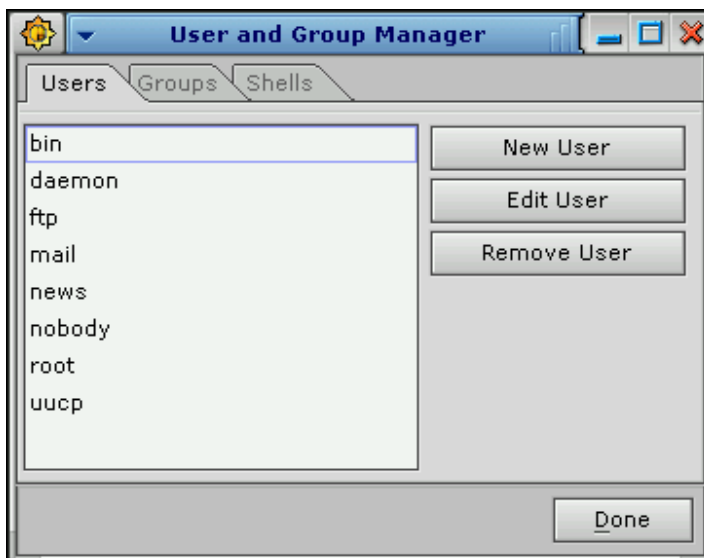 User and Group Manager
Users Groups Shells
bin
daemon
ftp
mail
news
nobody
root
uucp
New User
Edit User
Remove User
Done